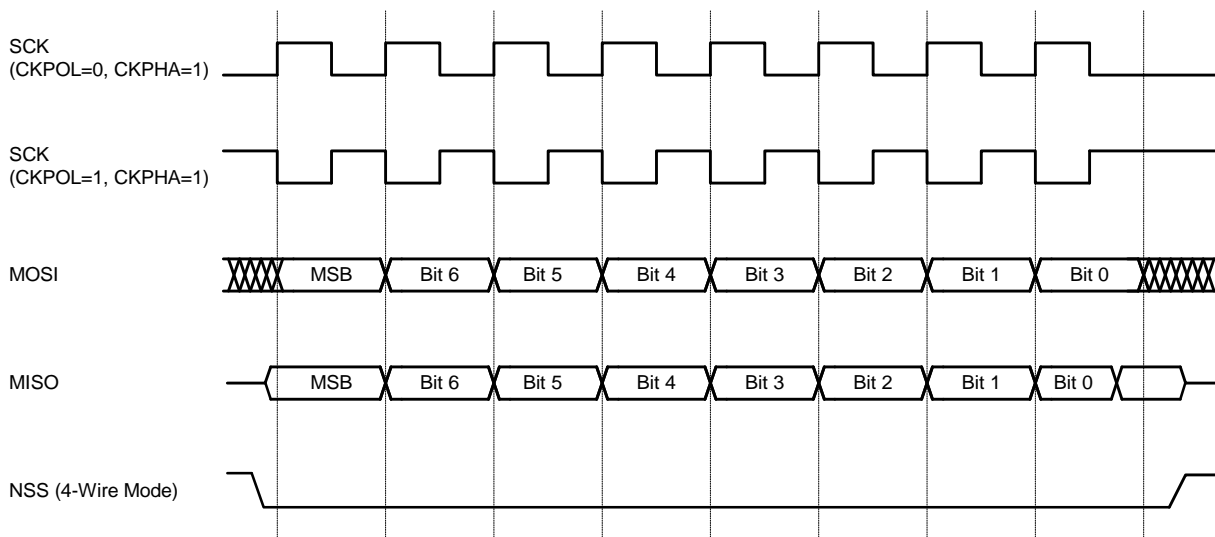 SCK
(CKPOL=0, CKPHA=1)
SCK
(CKPOL=1, CKPHA=1)
MOSI MSB Bit 6 Bit 5 Bit 4 Bit 3 Bit 2 Bit 1 Bit 0
MISO MSB Bit 6 Bit 5 Bit 4 Bit 3 Bit 2 Bit 1 Bit 0
NSS (4-Wire Mode)